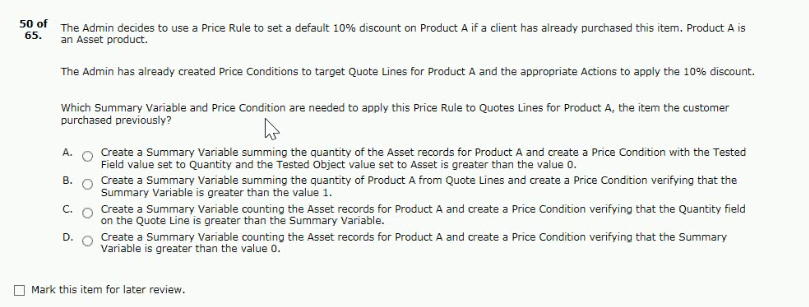 50 of 65.
The Admin decides to use a Price Rule to set a default 10% discount on Product A if a client has already purchased this item. Product A is
an Asset product.
The Admin has already created Price Conditions to target Quote Lines for Product A and the appropriate Actions to apply the 10% discount.
Which Summary Variable and Price Condition are needed to apply this Price Rule to Quotes Lines for Product A, the item the customer
purchased previously?
A. Create a Summary Variable summing the quantity of the Asset records for Product A and create a Price Condition with the Tested
Field value set to Quantity and the Tested Object value set to Asset is greater than the value 0.
B. Create a Summary Variable summing the quantity of Product A from Quote Lines and create a Price Condition verifying that the
Summary Variable is greater than the value 1.
C. Create a Summary Variable counting the Asset records for Product A and create a Price Condition verifying that the Quantity field
on the Quote Line is greater than the Summary Variable.
D. Create a Summary Variable counting the Asset records for Product A and create a Price Condition verifying that the Summary
Variable is greater than the value 0.
Mark this item for later review.